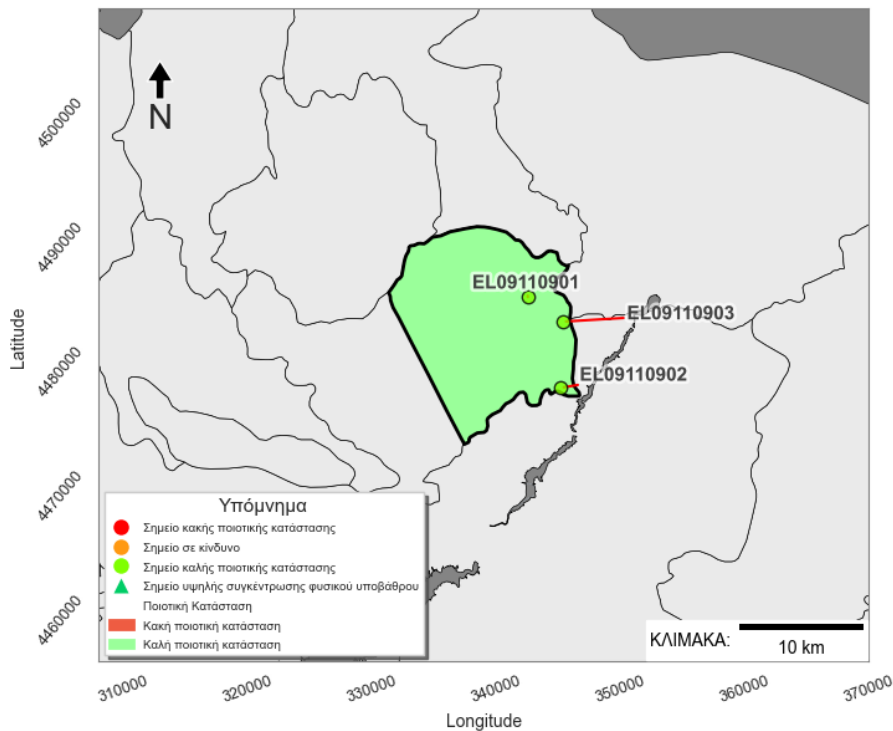 N
EL09110901
EL09110903
EL09110902
Latitude
4500000
4490000
4480000
4470000
4460000
Υπόμνημα
Σημείο κακής ποιοτικής κατάστασης
Σημείο σε κίνδυνο
Σημείο καλής ποιοτικής κατάστασης
Σημείο υψηλής συγκέντρωσης φυσικού υποβάθρου
Ποιοτική Κατάσταση
Κακή ποιοτική κατάσταση
Καλή ποιοτική κατάσταση
ΚΛΙΜΑΚΑ:
10 km
310000 320000 330000 340000 350000 360000 370000
Longitude